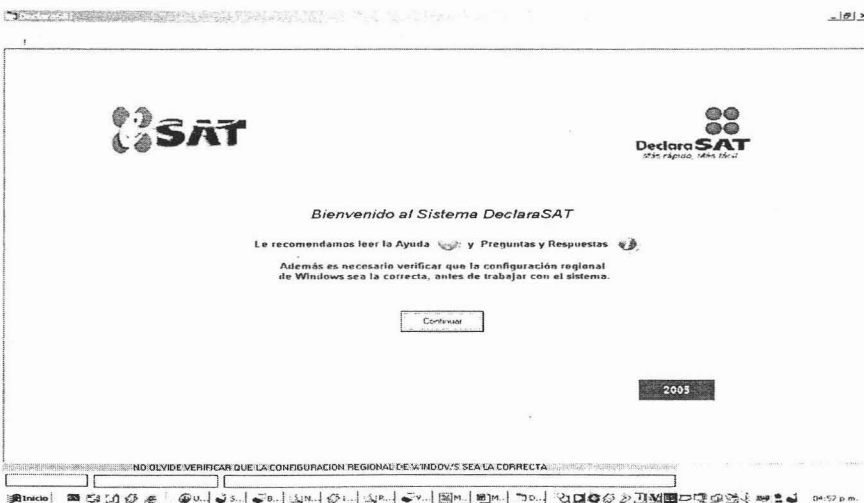 DeclaraSAT
SAT
DeclaraSAT
Más rápido, Más fácil
Bienvenido al Sistema DeclaraSAT
Le recomendamos leer la Ayuda y Preguntas y Respuestas
Además es necesario verificar que la configuración regional
de Windows sea la correcta, antes de trabajar con el sistema.
Continuar
2005
NO OLVIDE VERIFICAR QUE LA CONFIGURACION REGIONAL DE WINDOWS SEA LA CORRECTA
Inicio U... S... B... N... I... P... V... M... M... D... 04:57 p.m.